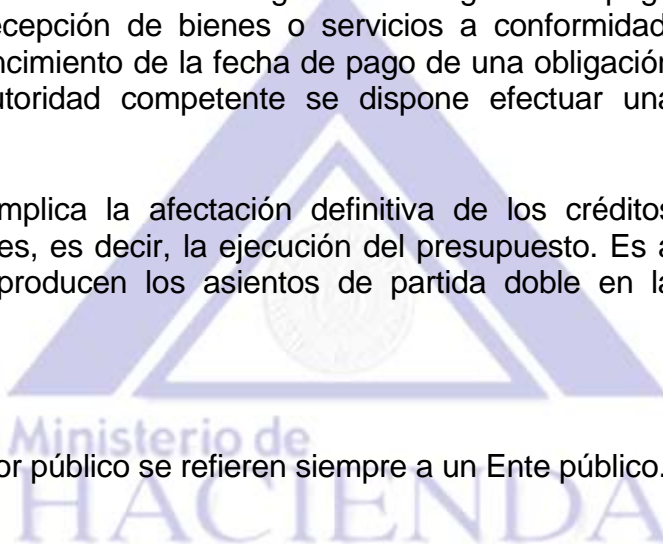 ecepción de bienes o servicios a conformidad
ncimiento de la fecha de pago de una obligación
utoridad competente se dispone efectuar una
mplica la afectación definitiva de los créditos
es, es decir, la ejecución del presupuesto. Es a
producen los asientos de partida doble en la
Ministerio de
or público se refieren siempre a un Ente público.
HACIENDA